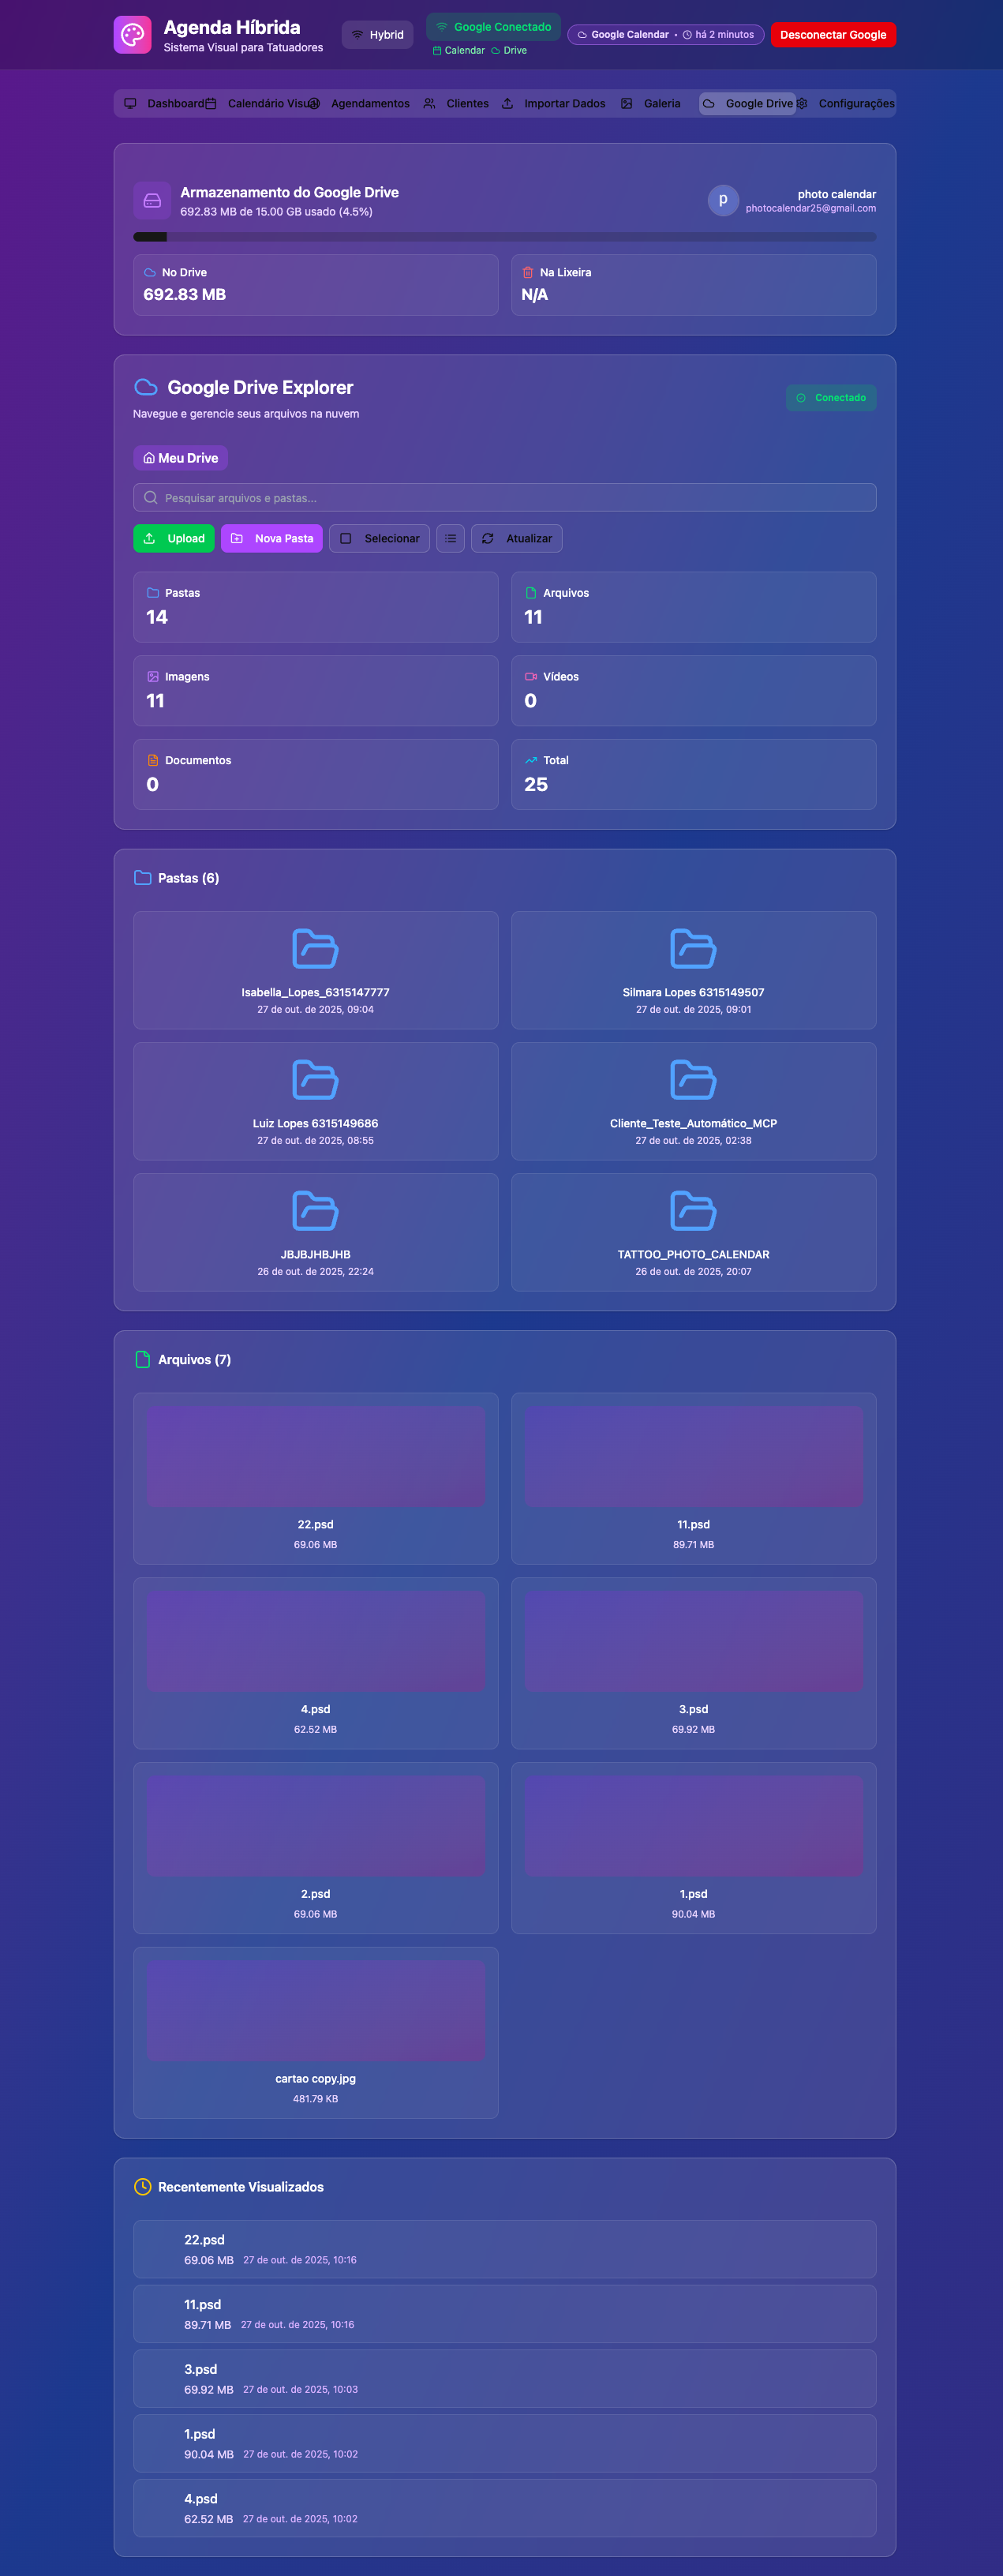 Agenda Híbrida
Sistema Visual para Tatuadores
Hybrid
Google Conectado
Calendar Drive
Google Calendar • há 2 minutos
Desconectar Google
Dashboard Calendário Visual Agendamentos Clientes Importar Dados Galeria Google Drive Configurações
Armazenamento do Google Drive
692.83 MB de 15.00 GB usado (4.5%)
p
photo calendar
photocalendar25@gmail.com
No Drive
692.83 MB
Na Lixeira
N/A
Google Drive Explorer
Navegue e gerencie seus arquivos na nuvem
Conectado
Meu Drive
Pesquisar arquivos e pastas...
Upload Nova Pasta Selecionar Atualizar
Pastas
14
Arquivos
11
Imagens
11
Vídeos
0
Documentos
0
Total
25
Pastas (6)
Isabella_Lopes_6315147777
27 de out. de 2025, 09:04
Silmara Lopes 6315149507
27 de out. de 2025, 09:01
Luiz Lopes 6315149686
27 de out. de 2025, 08:55
Cliente_Teste_Automático_MCP
27 de out. de 2025, 02:38
JBJBJHBJHB
26 de out. de 2025, 22:24
TATTOO_PHOTO_CALENDAR
26 de out. de 2025, 20:07
Arquivos (7)
22.psd
69.06 MB
11.psd
89.71 MB
4.psd
62.52 MB
3.psd
69.92 MB
2.psd
69.06 MB
1.psd
90.04 MB
cartao copy.jpg
481.79 KB
Recentemente Visualizados
22.psd
69.06 MB 27 de out. de 2025, 10:16
11.psd
89.71 MB 27 de out. de 2025, 10:16
3.psd
69.92 MB 27 de out. de 2025, 10:03
1.psd
90.04 MB 27 de out. de 2025, 10:02
4.psd
62.52 MB 27 de out. de 2025, 10:02